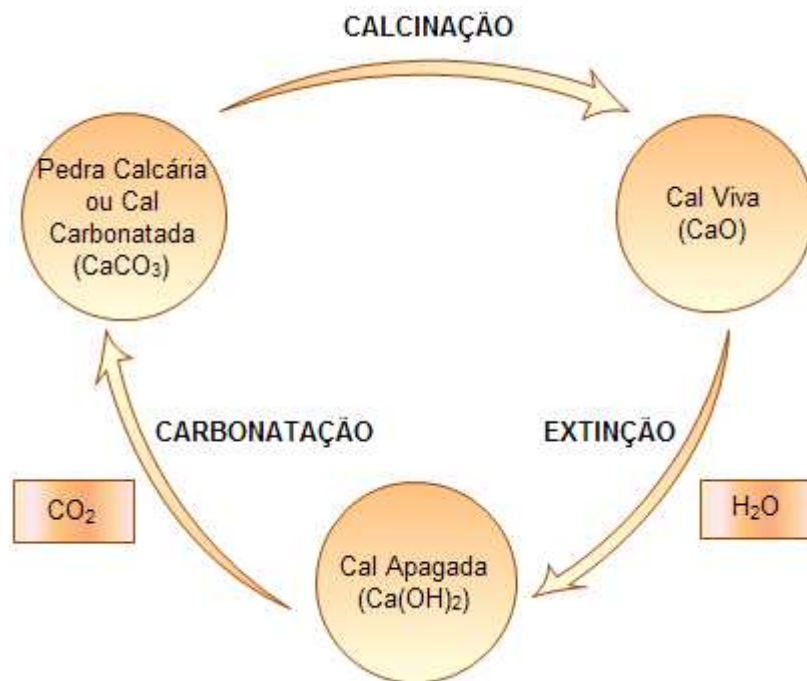 CALCINAÇÃO
Pedra Calcária
ou Cal
Carbonatada
(CaCO₃)
Cal Viva
(CaO)
CARBONATAÇÃO
EXTINÇÃO
CO₂
H₂O
Cal Apagada
(Ca(OH)₂)